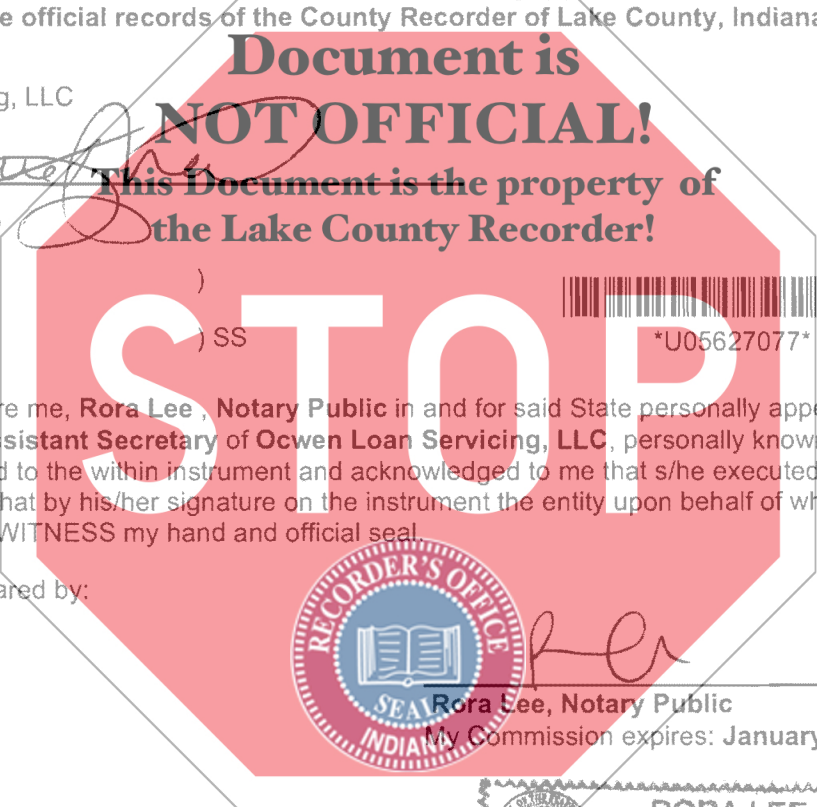 e official records of the County Recorder of Lake County, Indiana
Document is
g, LLC
NOT OFFICIAL!
This Document is the property of
the Lake County Recorder!
)
) SS
*U05627077*
STOP
re me, Rora Lee , Notary Public in and for said State personally appe
ssistant Secretary of Ocwen Loan Servicing, LLC, personally know
d to the within instrument and acknowledged to me that s/he executed
hat by his/her signature on the instrument the entity upon behalf of wh
WITNESS my hand and official seal.
ared by:
RECORDER'S OFFICE
SEAL
INDIANA
Rora Lee, Notary Public
My Commission expires: January
RORA LEE